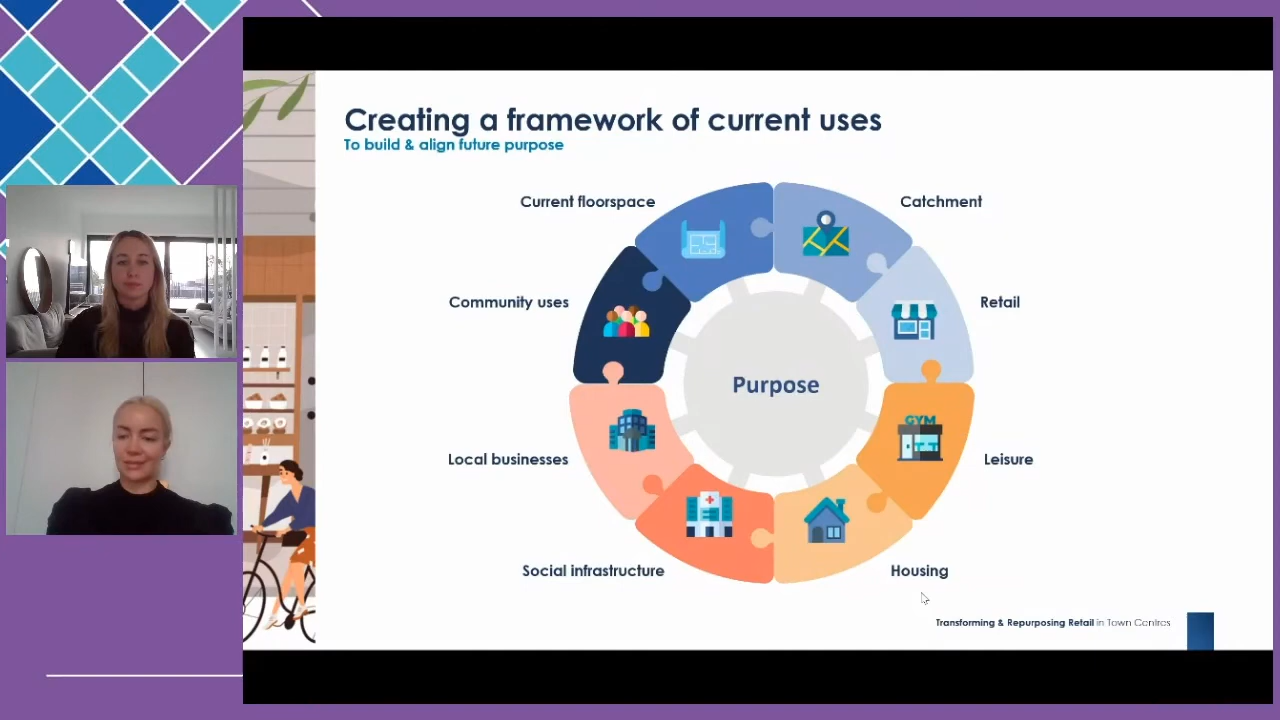 Creating a framework of current uses
To build & align future purpose
Current floorspace
Catchment
Community uses
Retail
Purpose
GYM
Local businesses
Leisure
Social infrastructure
Housing
Transforming & Repurposing Retail in Town Centres